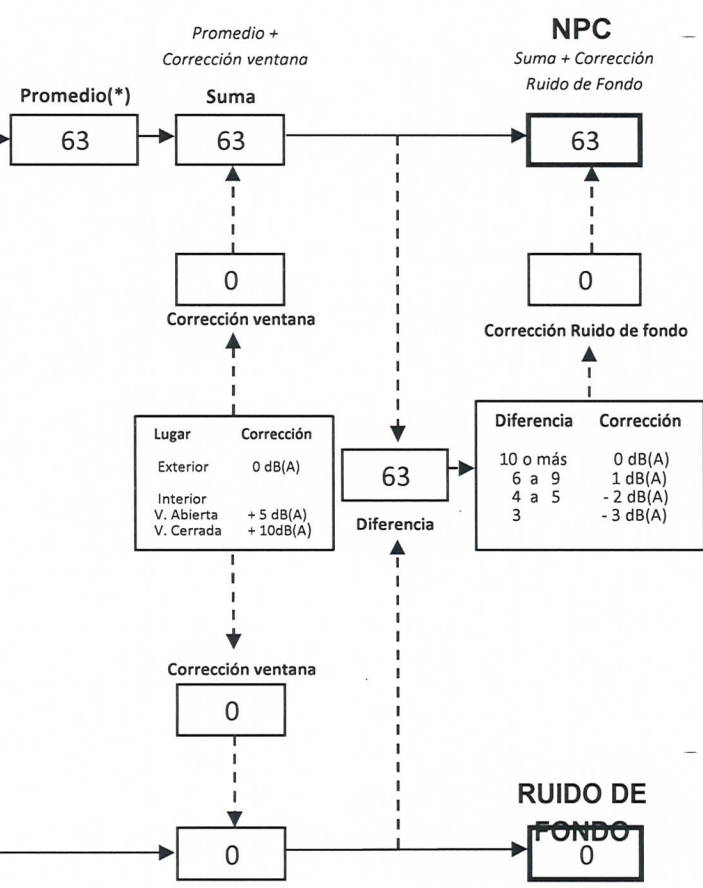 Promedio +
Corrección ventana
NPC
Suma + Corrección
Ruido de Fondo
Promedio(*)
Suma
63
63
63
0
0
Corrección ventana
Corrección Ruido de fondo
Lugar Corrección
Exterior 0 dB(A)
Interior
V. Abierta + 5 dB(A)
V. Cerrada + 10dB(A)
63
Diferencia
Diferencia Corrección
10 o más 0 dB(A)
6 a 9 1 dB(A)
4 a 5 - 2 dB(A)
3 - 3 dB(A)
Corrección ventana
0
RUIDO DE
FONDO
0
0